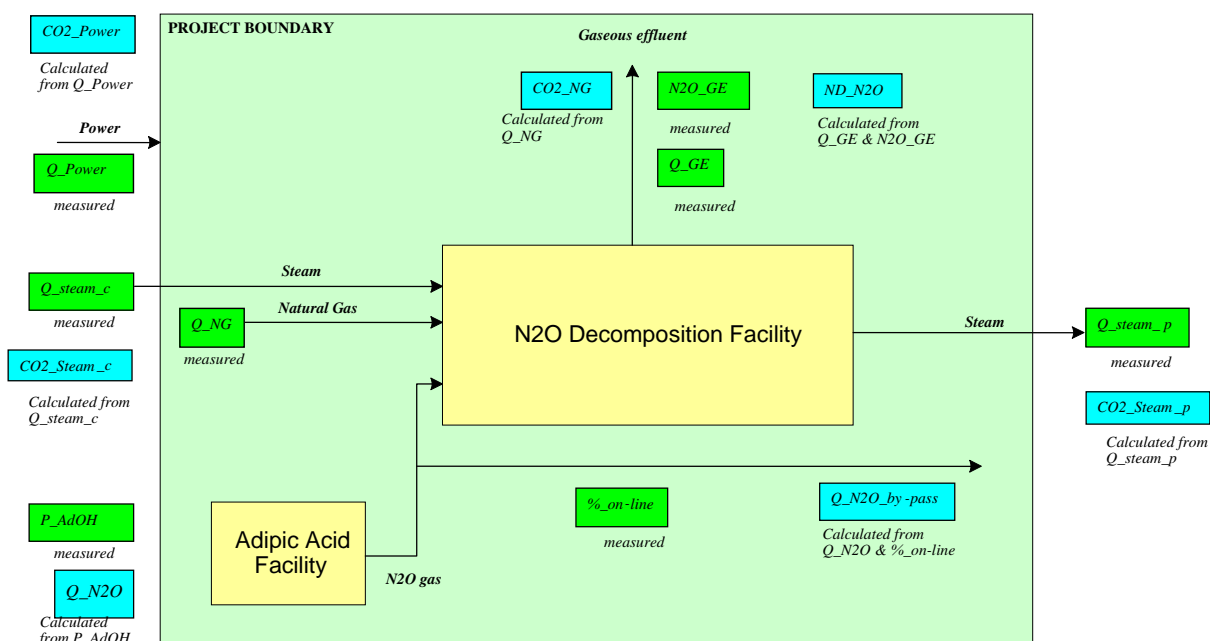 CO2_Power
Calculated
from Q_Power
PROJECT BOUNDARY
Gaseous effluent
CO2_NG
Calculated from
Q_NG
N2O_GE
measured
ND_N2O
Calculated from
Q_GE & N2O_GE
Power
Q_Power
measured
Q_GE
measured
Steam
Q_steam_c
measured
Natural Gas
Q_NG
measured
N2O Decomposition Facility
Steam
Q_steam_p
measured
CO2_Steam_c
Calculated from
Q_steam_c
CO2_Steam_p
Calculated from
Q_steam_p
P_AdOH
measured
Adipic Acid
Facility
N2O gas
%_on-line
measured
Q_N2O_by-pass
Calculated from
Q_N2O & %_on-line
Q_N2O
Calculated
from P_AdOH